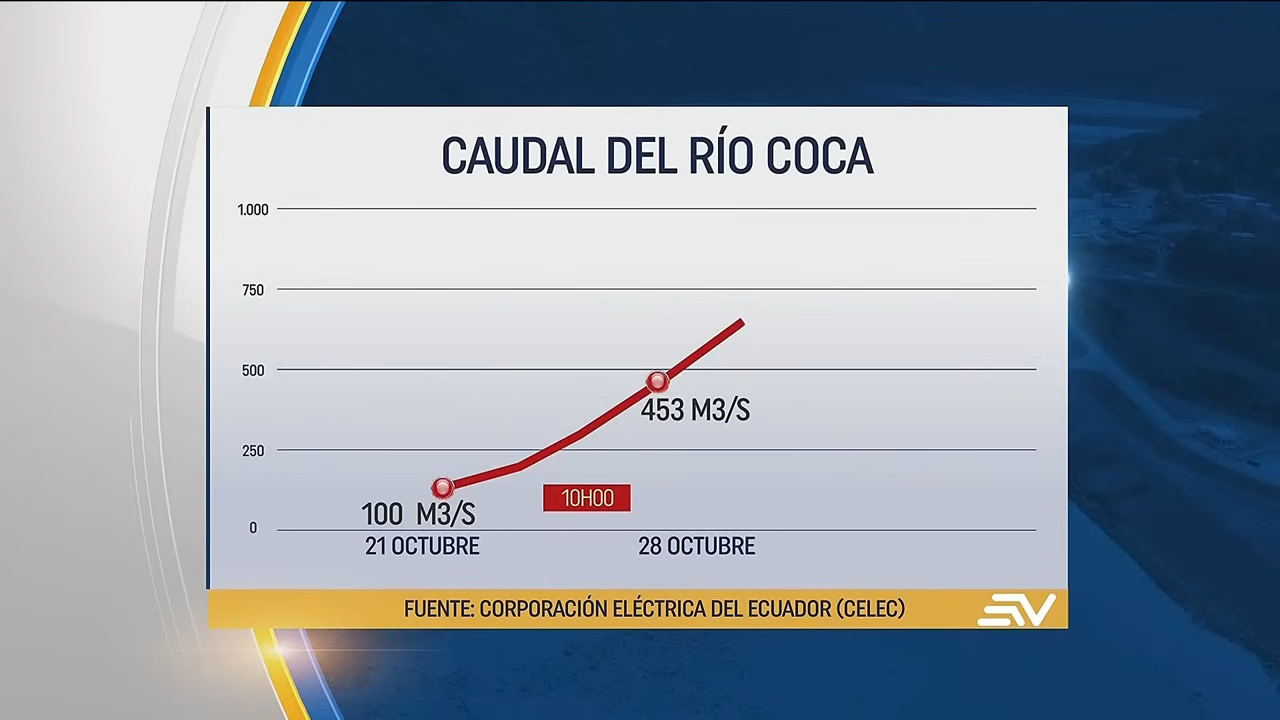 CAUDAL DEL RÍO COCA
1.000
750
500
453 M3/S
250
10H00
100 M3/S
0
21 OCTUBRE
28 OCTUBRE
FUENTE: CORPORACIÓN ELÉCTRICA DEL ECUADOR (CELEC)